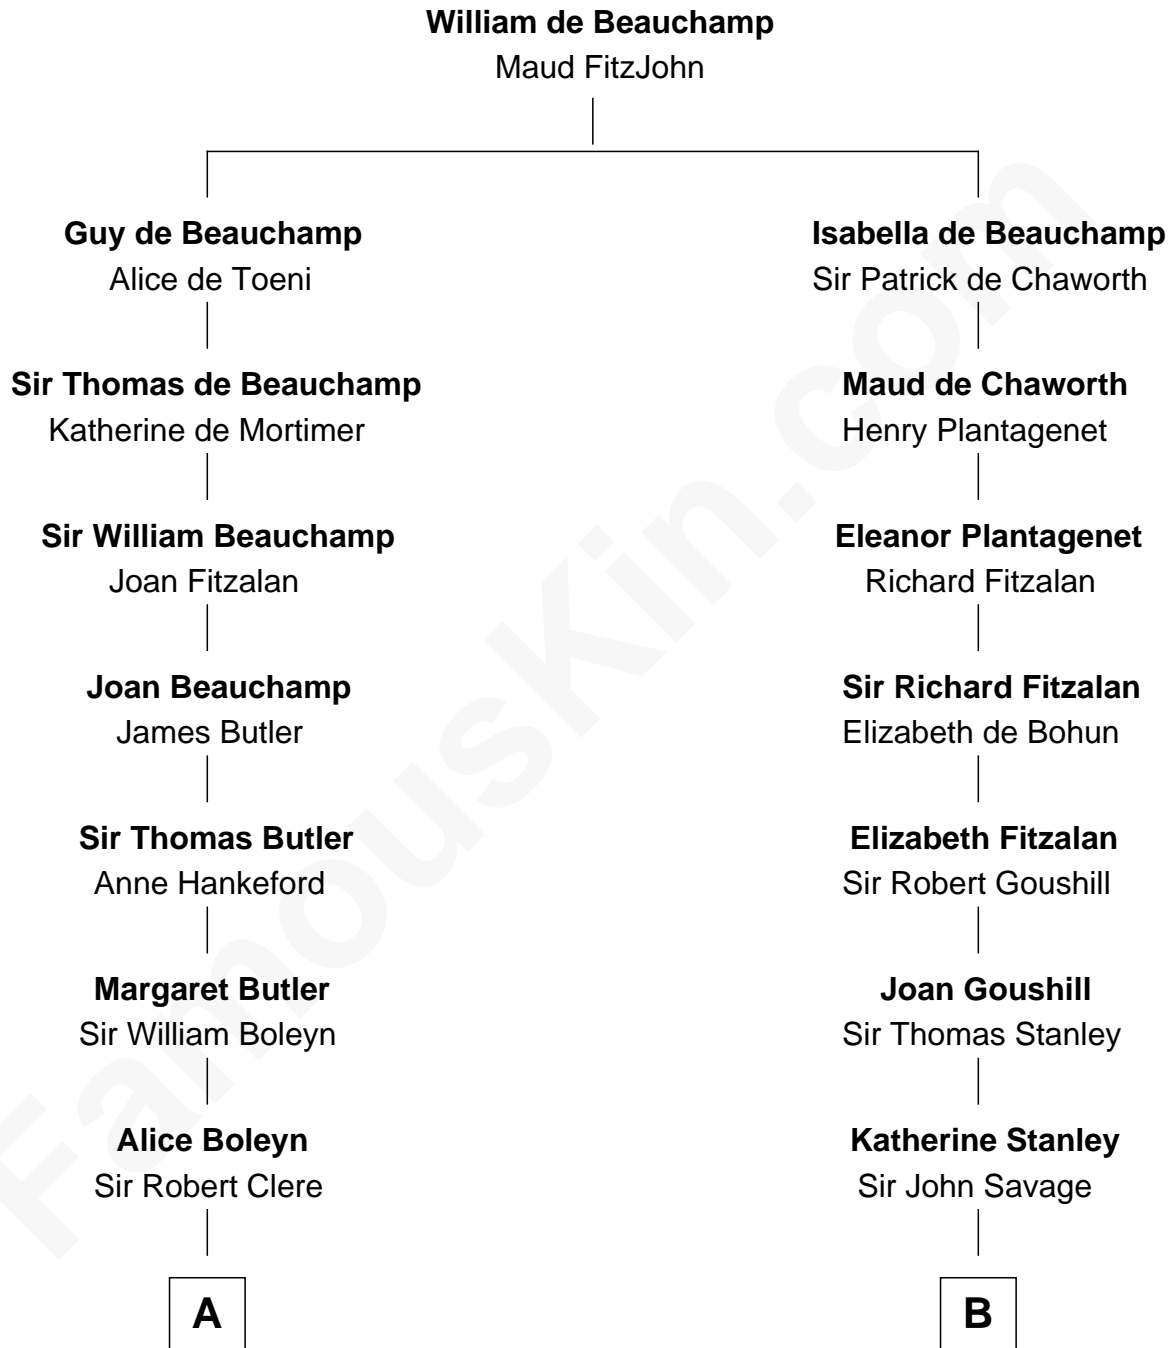 William de Beauchamp
Maud FitzJohn
Guy de Beauchamp
Alice de Toeni
Isabella de Beauchamp
Sir Patrick de Chaworth
Sir Thomas de Beauchamp
Katherine de Mortimer
Maud de Chaworth
Henry Plantagenet
Sir William Beauchamp
Joan Fitzalan
Eleanor Plantagenet
Richard Fitzalan
Joan Beauchamp
James Butler
Sir Richard Fitzalan
Elizabeth de Bohun
Sir Thomas Butler
Anne Hankeford
Elizabeth Fitzalan
Sir Robert Goushill
Margaret Butler
Sir William Boleyn
Joan Goushill
Sir Thomas Stanley
Alice Boleyn
Sir Robert Clere
Katherine Stanley
Sir John Savage
A
B
FamousKin.com